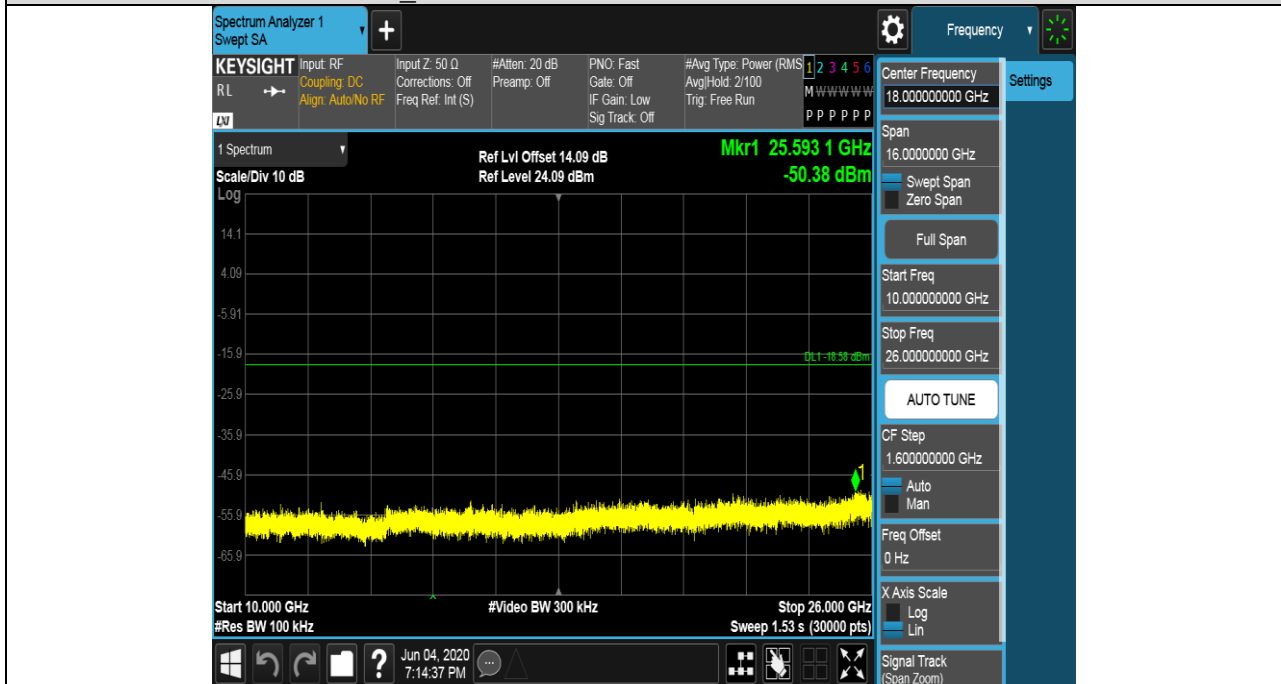 Spectrum Analyzer 1
Swept SA
Frequency
KEYSIGHT
RL
LXI
Input: RF
Coupling: DC
Align: Auto/No RF
Input Z: 50 Ω
Corrections: Off
Freq Ref: Int (S)
#Atten: 20 dB
Preamp: Off
PNO: Fast
Gate: Off
IF Gain: Low
Sig Track: Off
#Avg Type: Power (RMS
Avg|Hold: 2/100
Trig: Free Run
1 2 3 4 5 6
M W W W W W
P P P P P P
1 Spectrum
Scale/Div 10 dB
Log
Ref Lvl Offset 14.09 dB
Ref Level 24.09 dBm
Mkr1 25.593 1 GHz
-50.38 dBm
14.1
4.09
-5.91
-15.9
DL1 -18.58 dBm
-25.9
-35.9
-45.9
1
-55.9
-65.9
Start 10.000 GHz
#Res BW 100 kHz
#Video BW 300 kHz
Stop 26.000 GHz
Sweep 1.53 s (30000 pts)
?
Jun 04, 2020
7:14:37 PM
Center Frequency
18.000000000 GHz
Settings
Span
16.0000000 GHz
Swept Span
Zero Span
Full Span
Start Freq
10.000000000 GHz
Stop Freq
26.000000000 GHz
AUTO TUNE
CF Step
1.600000000 GHz
Auto
Man
Freq Offset
0 Hz
X Axis Scale
Log
Lin
Signal Track
(Span Zoom)